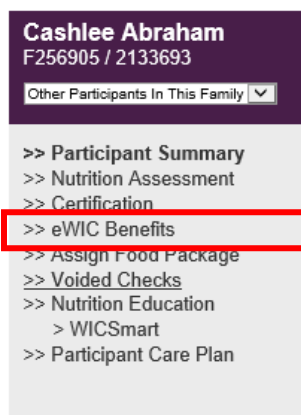 Cashlee Abraham
F256905 / 2133693
Other Participants In This Family
>> Participant Summary
>> Nutrition Assessment
>> Certification
>> eWIC Benefits
>> Assign Food Package
>> Voided Checks
>> Nutrition Education
> WICSmart
>> Participant Care Plan